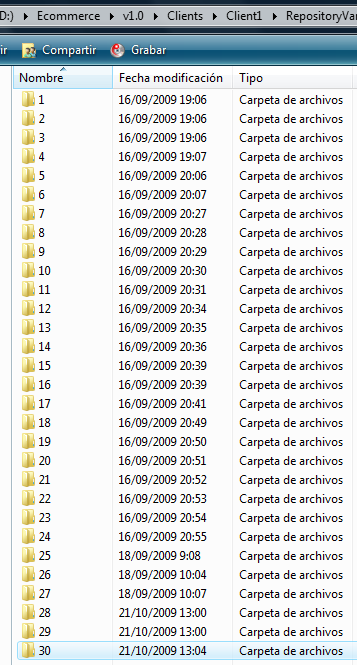 D:) ▸ Ecommerce ▸ v1.0 ▸ Clients ▸ Client1 ▸ RepositoryVar
ir Compartir Grabar
Nombre Fecha modificación Tipo
1 16/09/2009 19:06 Carpeta de archivos
2 16/09/2009 19:06 Carpeta de archivos
3 16/09/2009 19:06 Carpeta de archivos
4 16/09/2009 19:07 Carpeta de archivos
5 16/09/2009 20:06 Carpeta de archivos
6 16/09/2009 20:07 Carpeta de archivos
7 16/09/2009 20:27 Carpeta de archivos
8 16/09/2009 20:28 Carpeta de archivos
9 16/09/2009 20:29 Carpeta de archivos
10 16/09/2009 20:30 Carpeta de archivos
11 16/09/2009 20:31 Carpeta de archivos
12 16/09/2009 20:34 Carpeta de archivos
13 16/09/2009 20:35 Carpeta de archivos
14 16/09/2009 20:36 Carpeta de archivos
15 16/09/2009 20:39 Carpeta de archivos
16 16/09/2009 20:39 Carpeta de archivos
17 16/09/2009 20:41 Carpeta de archivos
18 16/09/2009 20:49 Carpeta de archivos
19 16/09/2009 20:50 Carpeta de archivos
20 16/09/2009 20:51 Carpeta de archivos
21 16/09/2009 20:52 Carpeta de archivos
22 16/09/2009 20:53 Carpeta de archivos
23 16/09/2009 20:54 Carpeta de archivos
24 16/09/2009 20:55 Carpeta de archivos
25 18/09/2009 9:08 Carpeta de archivos
26 18/09/2009 10:04 Carpeta de archivos
27 18/09/2009 10:07 Carpeta de archivos
28 21/10/2009 13:00 Carpeta de archivos
29 21/10/2009 13:00 Carpeta de archivos
30 21/10/2009 13:04 Carpeta de archivos